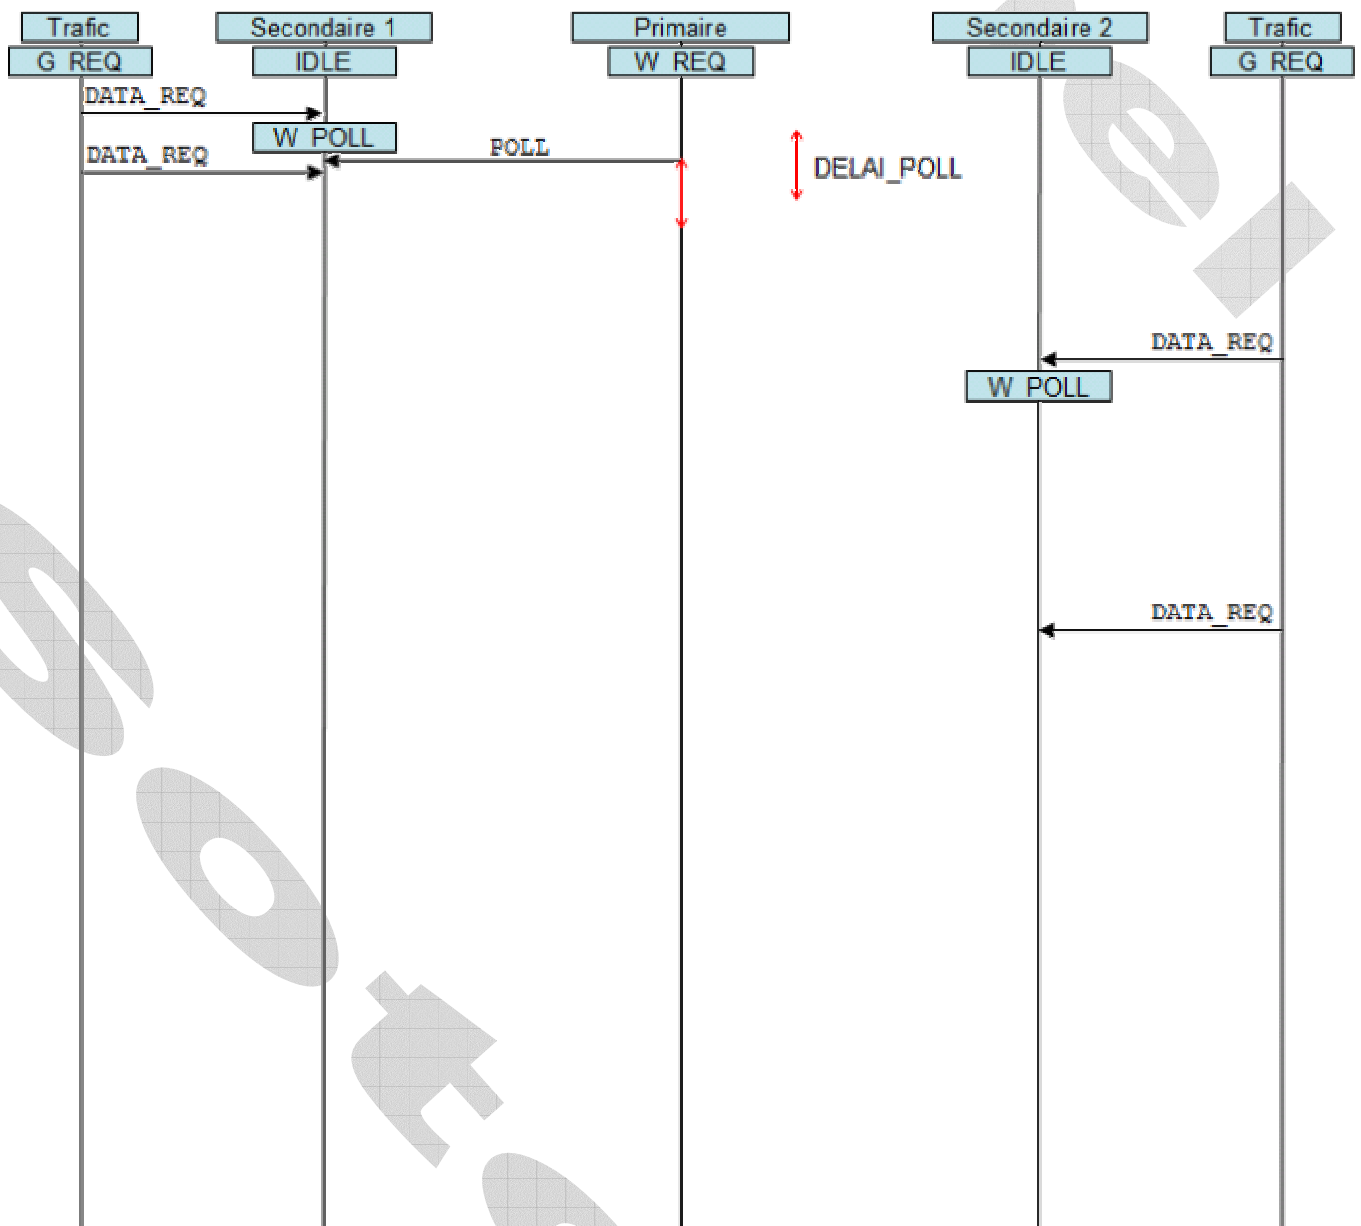 Trafic Secondaire 1 Primaire Secondaire 2 Trafic
G_REQ IDLE W_REQ IDLE G_REQ
DATA_REQ
W_POLL
POLL
DATA_REQ
DELAI_POLL
DATA_REQ
W_POLL
DATA_REQ